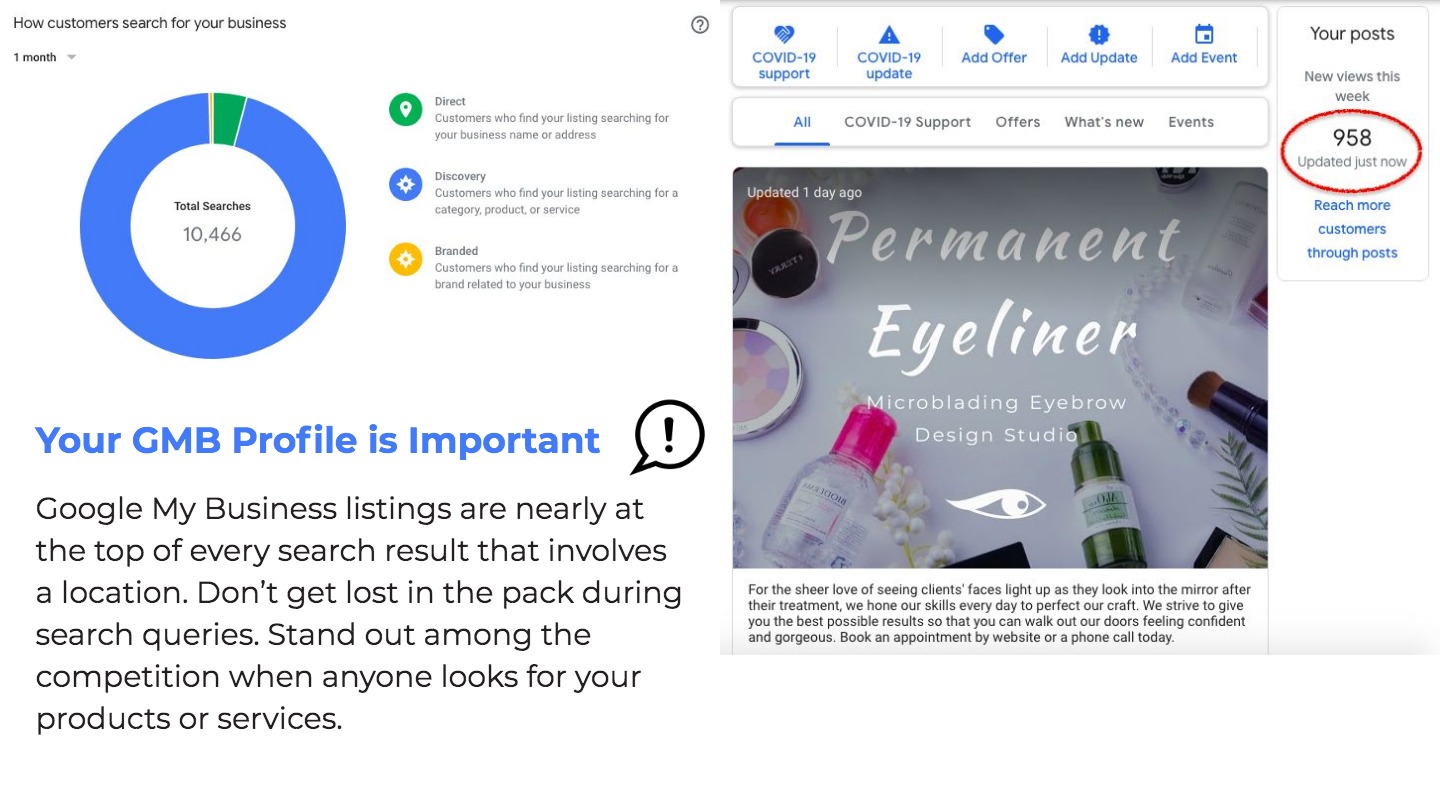 How customers search for your business
1 month
Total Searches
10,466
Direct
Customers who find your listing searching for
your business name or address
Discovery
Customers who find your listing searching for a
category, product, or service
Branded
Customers who find your listing searching for a
brand related to your business
Your GMB Profile is Important
!
Google My Business listings are nearly at
the top of every search result that involves
a location. Don’t get lost in the pack during
search queries. Stand out among the
competition when anyone looks for your
products or services.
COVID-19
support
COVID-19
update
Add Offer
Add Update
Add Event
All COVID-19 Support Offers What's new Events
Updated 1 day ago
Permanent
Eyeliner
Microblading Eyebrow
Design Studio
BIODERMA
For the sheer love of seeing clients' faces light up as they look into the mirror after
their treatment, we hone our skills every day to perfect our craft. We strive to give
you the best possible results so that you can walk out our doors feeling confident
and gorgeous. Book an appointment by website or a phone call today.
Your posts
New views this
week
958
Updated just now
Reach more
customers
through posts